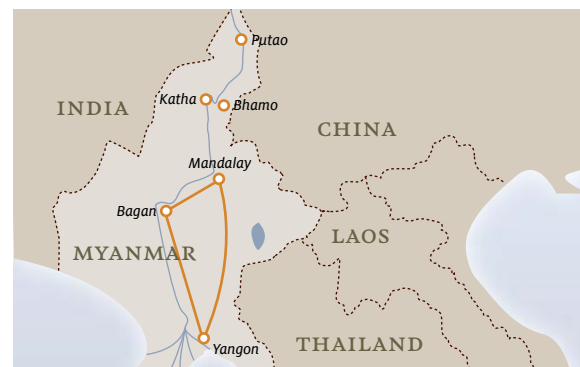 Putao
Katha
Bhamo
INDIA
CHINA
Mandalay
Bagan
LAOS
MYANMAR
Yangon
THAILAND